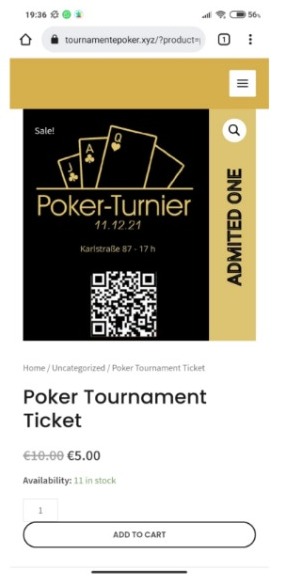 19:36
56
tournamentepoker.xyz/?product=
1
Sale!
J
A
Q
Poker-Turnier
11.12.21
Karlstraße 87 - 17 h
ADMITED ONE
Home / Uncategorized / Poker Tournament Ticket
Poker Tournament
Ticket
€10.00 €5.00
Availability: 11 in stock
1
ADD TO CART